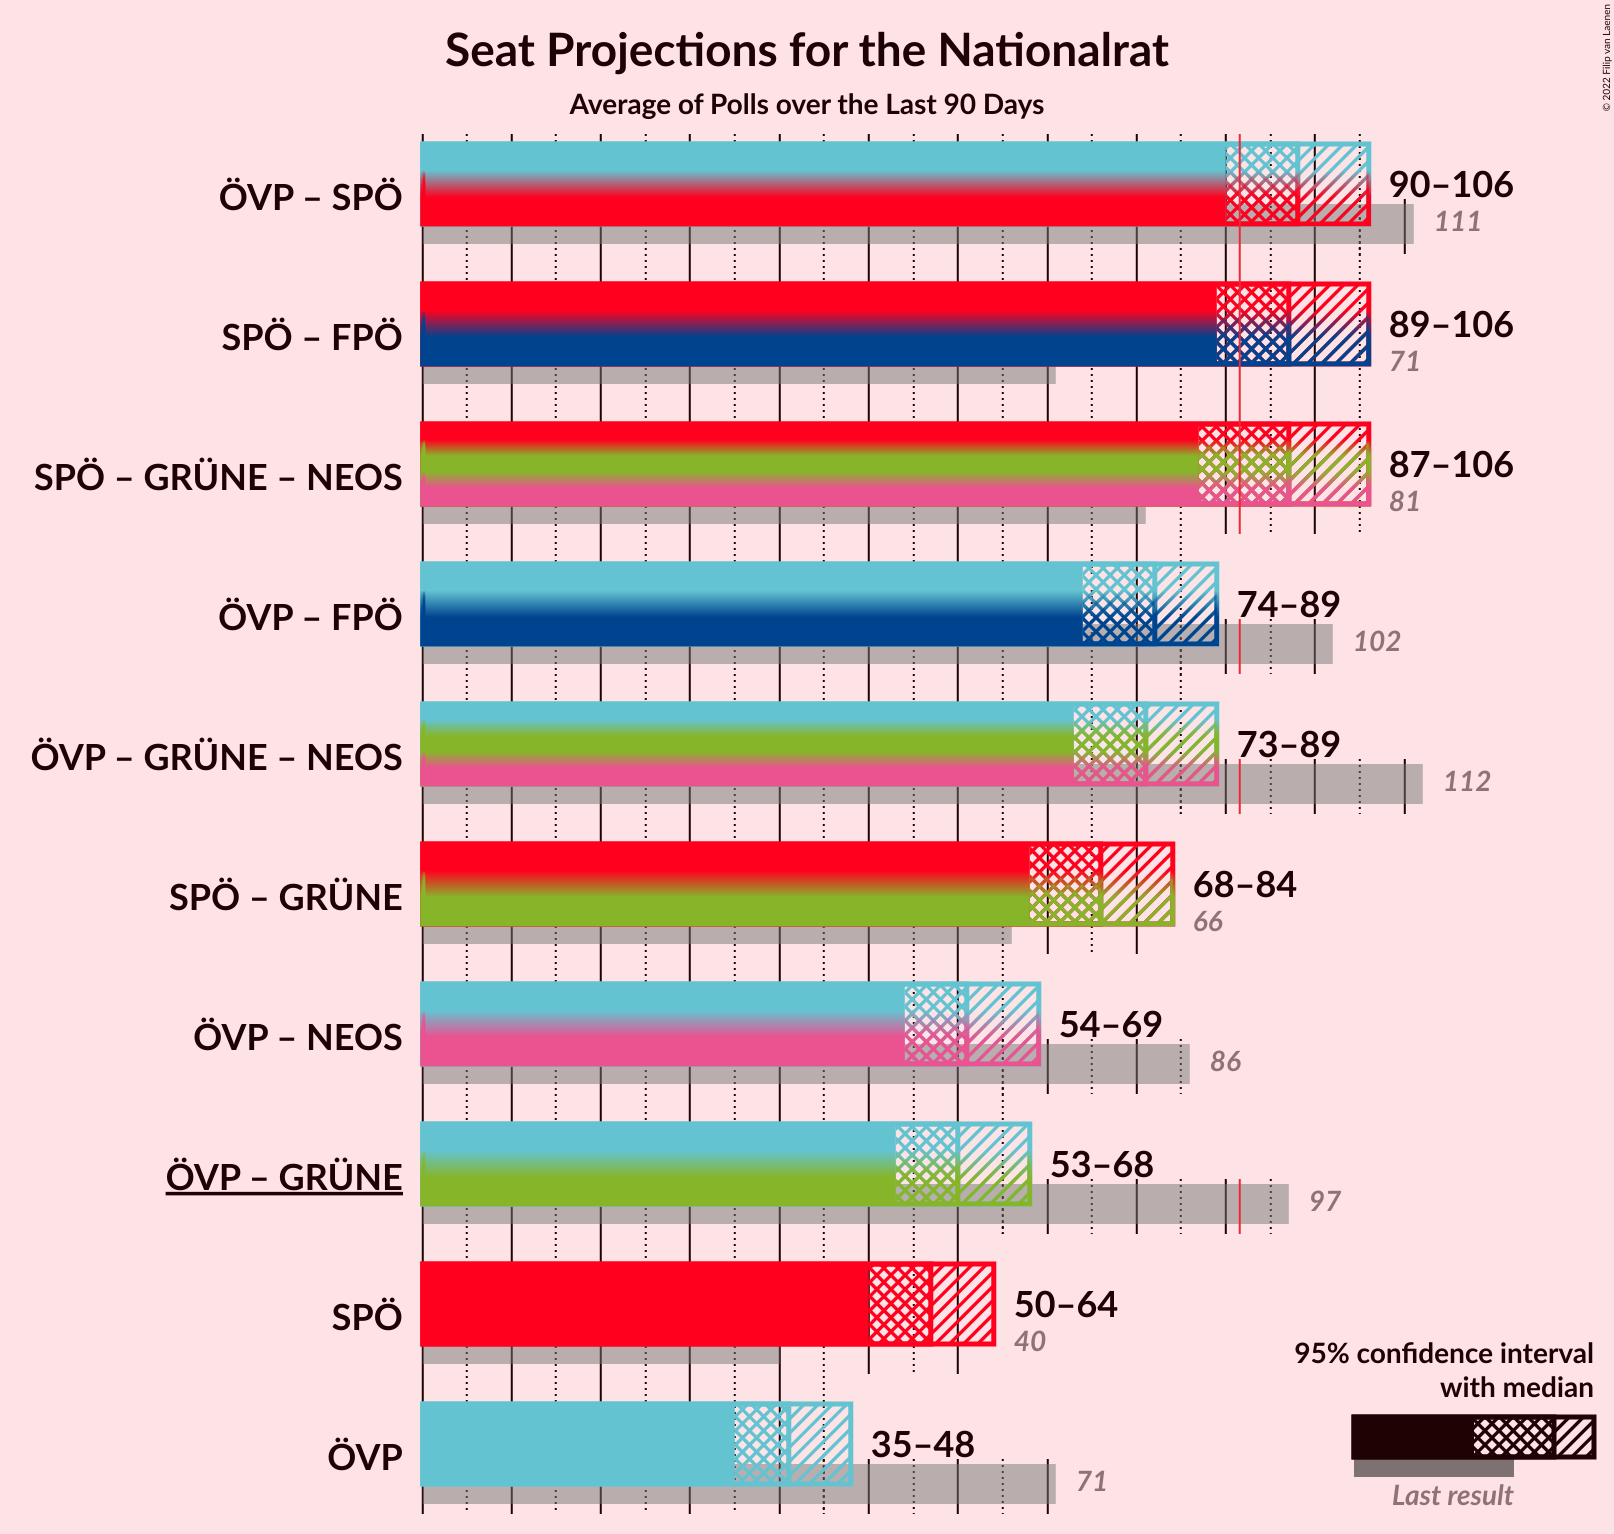 Seat Projections for the Nationalrat
Average of Polls over the Last 90 Days
© 2022 Filip van Laenen
ÖVP – SPÖ
90–106
111
SPÖ – FPÖ
89–106
71
SPÖ – GRÜNE – NEOS
87–106
81
ÖVP – FPÖ
74–89
102
ÖVP – GRÜNE – NEOS
73–89
112
SPÖ – GRÜNE
68–84
66
ÖVP – NEOS
54–69
86
ÖVP – GRÜNE
53–68
97
SPÖ
50–64
40
ÖVP
35–48
71
95% confidence interval
with median
Last result